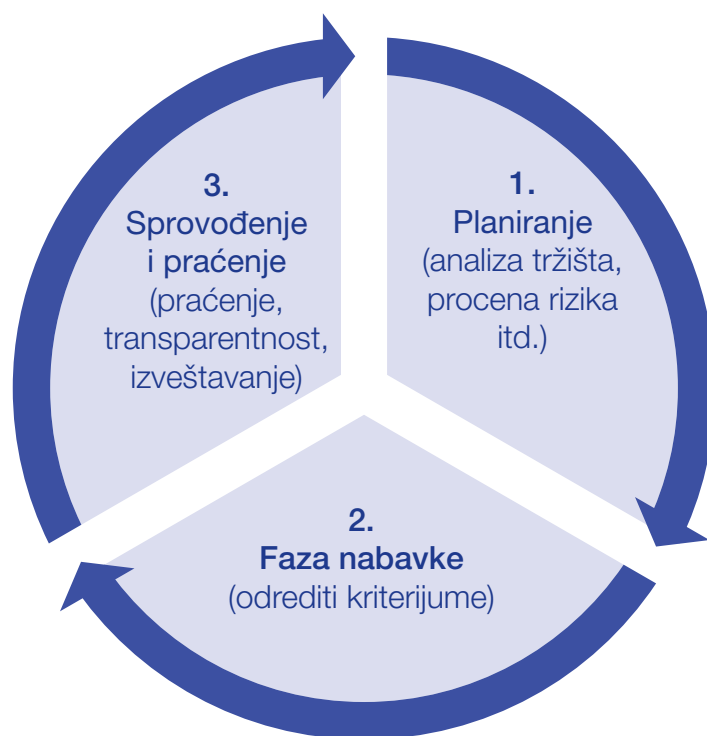 1.
Planiranje
(analiza tržišta,
procena rizika
itd.)
2.
Faza nabavke
(odrediti kriterijume)
3.
Sprovođenje
i praćenje
(praćenje,
transparentnost,
izveštavanje)